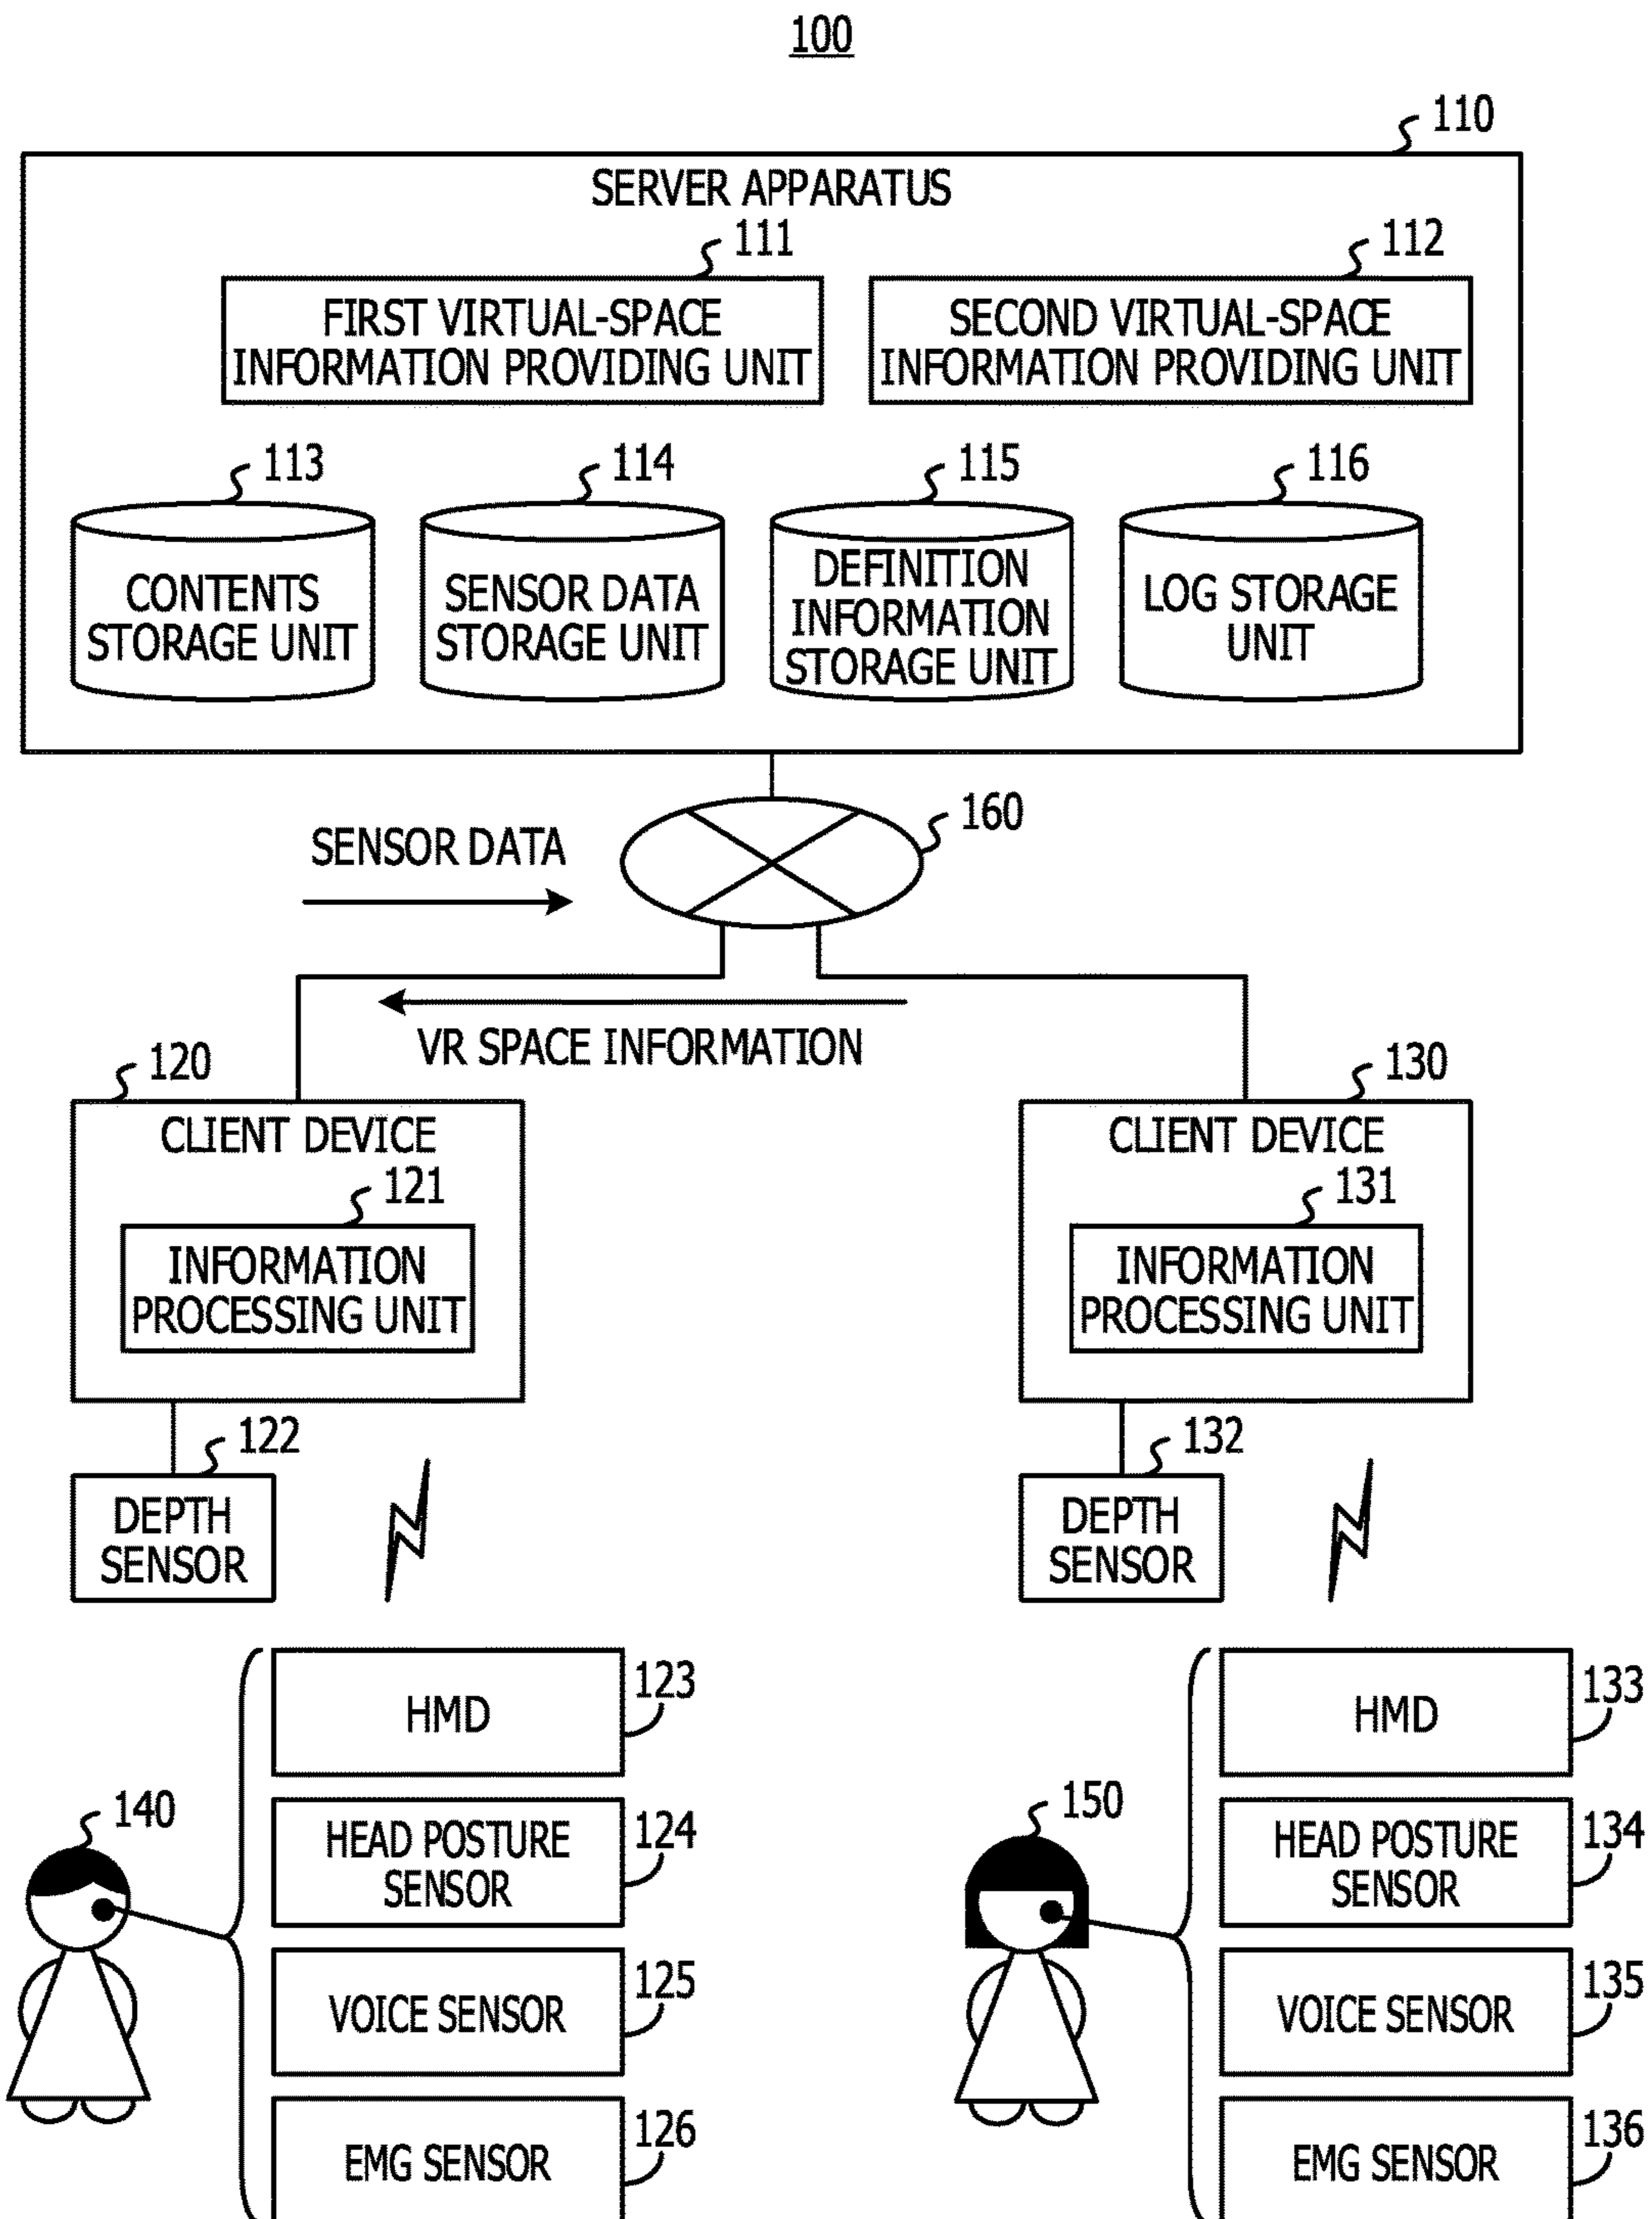 100
110
SERVER APPARATUS
111
112
FIRST VIRTUAL-SPACE
INFORMATION PROVIDING UNIT
SECOND VIRTUAL-SPACE
INFORMATION PROVIDING UNIT
113
114
115
116
CONTENTS
STORAGE UNIT
SENSOR DATA
STORAGE UNIT
DEFINITION
INFORMATION
STORAGE UNIT
LOG STORAGE
UNIT
160
SENSOR DATA
VR SPACE INFORMATION
120
130
CLIENT DEVICE
121
INFORMATION
PROCESSING UNIT
CLIENT DEVICE
131
INFORMATION
PROCESSING UNIT
122
DEPTH
SENSOR
132
DEPTH
SENSOR
140
HMD
123
HEAD POSTURE
SENSOR
124
VOICE SENSOR
125
EMG SENSOR
126
150
HMD
133
HEAD POSTURE
SENSOR
134
VOICE SENSOR
135
EMG SENSOR
136